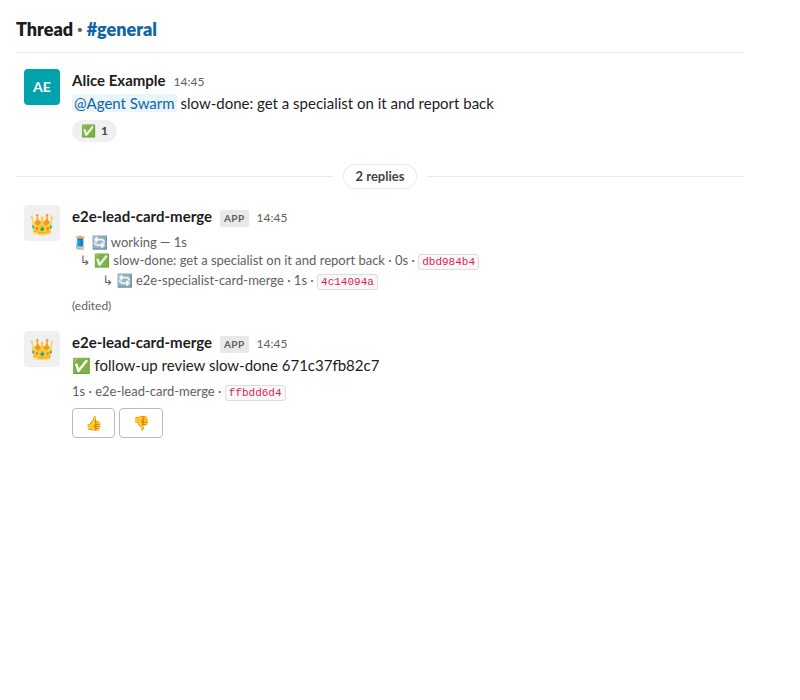 Thread • #general
AE
Alice Example 14:45
@Agent Swarm slow-done: get a specialist on it and report back
✅ 1
2 replies
e2e-lead-card-merge APP 14:45
🧵 🔄 working — 1s
↳ ✅ slow-done: get a specialist on it and report back · 0s · dbd984b4
↳ 🔄 e2e-specialist-card-merge · 1s · 4c14094a
(edited)
e2e-lead-card-merge APP 14:45
✅ follow-up review slow-done 671c37fb82c7
1s · e2e-lead-card-merge · ffbdd6d4
👍 👎